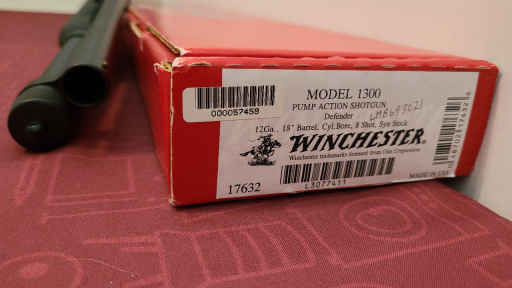 MODEL 1300
PUMP ACTION SHOTGUN
Defender
000057459
12Ga., 18" Barrel, Cyl.Bore, 8 Shot, Syn Stock
WINCHESTER®
Winchester trademarks licensed from Olin Corporation
17632
L3077411
MADE IN USA